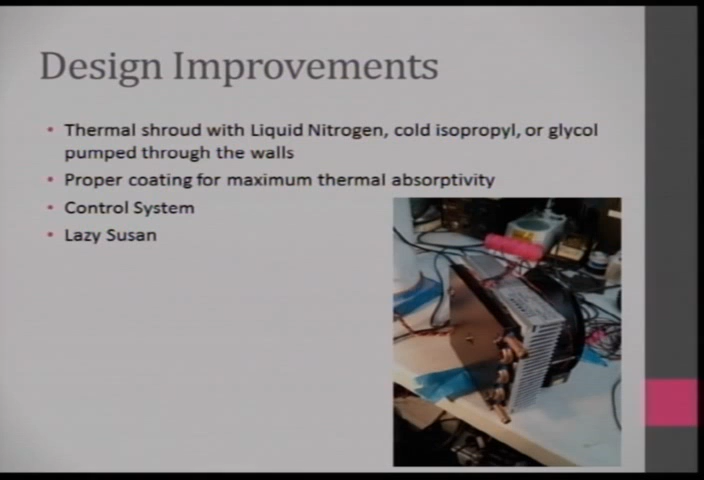 Design Improvements
• Thermal shroud with Liquid Nitrogen, cold isopropyl, or glycol
pumped through the walls
• Proper coating for maximum thermal absorptivity
• Control System
• Lazy Susan